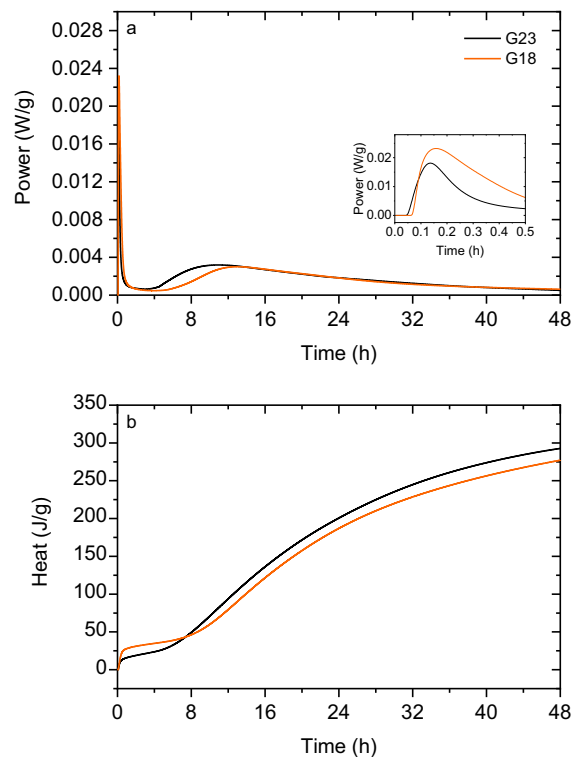 a
G23
G18
0.028
0.024
0.020
0.016
0.012
0.008
0.004
0.000
Power (W/g)
0.02
0.01
0.00
Power (W/g)
0.0 0.1 0.2 0.3 0.4 0.5
Time (h)
0 8 16 24 32 40 48
Time (h)
b
350
300
250
200
150
100
50
0
Heat (J/g)
0 8 16 24 32 40 48
Time (h)